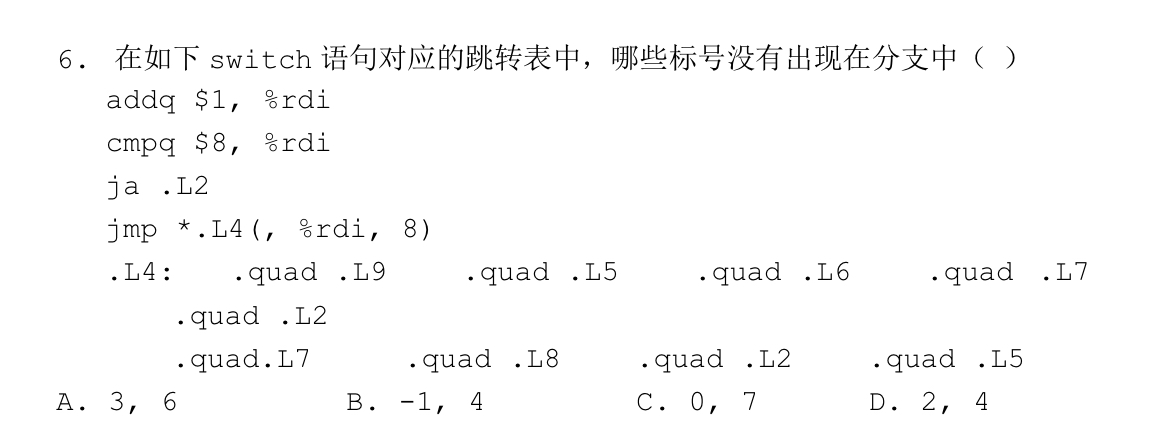 6. 在如下 switch 语句对应的跳转表中，哪些标号没有出现在分支中（ ）
addq $1, %rdi
cmpq $8, %rdi
ja .L2
jmp *.L4(, %rdi, 8)
.L4: .quad .L9 .quad .L5 .quad .L6 .quad .L7
.quad .L2
.quad.L7 .quad .L8 .quad .L2 .quad .L5
A. 3, 6 B. -1, 4 C. 0, 7 D. 2, 4